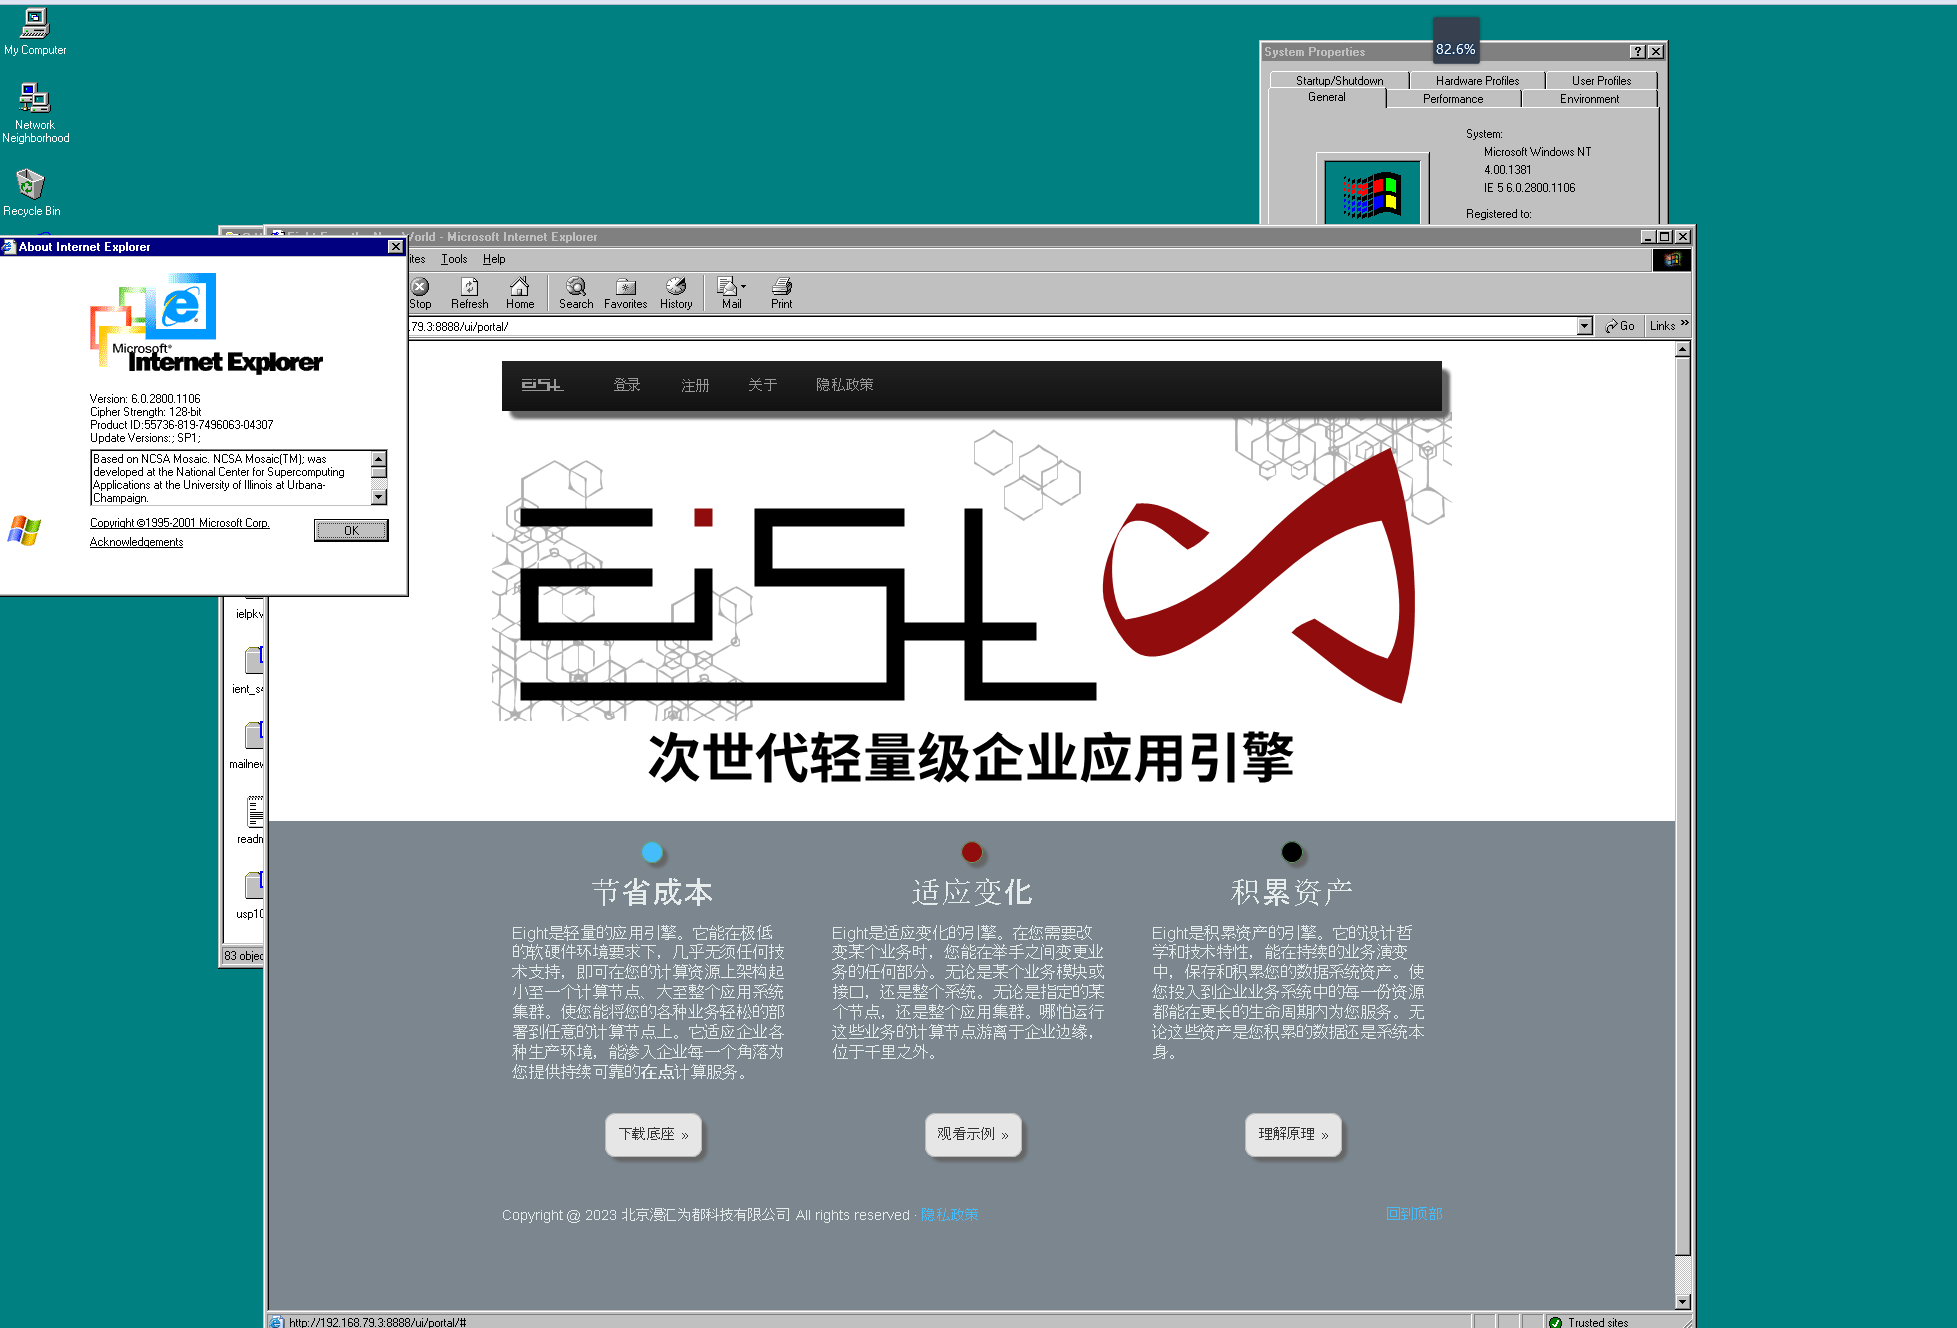 My Computer
Network
Neighborhood
Recycle Bin
82.6%
System Properties
Startup/Shutdown
Hardware Profiles
User Profiles
General
Performance
Environment
System:
Microsoft Windows NT
4.00.1381
IE 5 6.0.2800.1106
Registered to:
World - Microsoft Internet Explorer
ites Tools Help
Stop Refresh Home Search Favorites History Mail Print
.79.3:8888/ui/portal/
Go
Links »
About Internet Explorer
Microsoft®
Internet Explorer
Version: 6.0.2800.1106
Cipher Strength: 128-bit
Product ID:55736-819-7496063-04307
Update Versions:; SP1;
Based on NCSA Mosaic. NCSA Mosaic(TM); was
developed at the National Center for Supercomputing
Applications at the University of Illinois at Urbana-
Champaign.
Copyright ©1995-2001 Microsoft Corp.
OK
Acknowledgements
ielpkv
ient_s4
mailnew
readm
usp10
83 objec
登录 注册 关于 隐私政策
次世代轻量级企业应用引擎
节省成本
Eight是轻量的应用引擎。它能在极低
的软硬件环境要求下，几乎无须任何技
术支持，即可在您的计算资源上架构起
小至一个计算节点、大至整个应用系统
集群。使您能将您的各种业务轻松的部
署到任意的计算节点上。它适应企业各
种生产环境，能渗入企业每一个角落为
您提供持续可靠的在点计算服务。
下载底座 »
适应变化
Eight是适应变化的引擎。在您需要改
变某个业务时，您能在举手之间变更业
务的任何部分。无论是某个业务模块或
接口，还是整个系统。无论是指定的某
个节点，还是整个应用集群。哪怕运行
这些业务的计算节点游离于企业边缘，
位于千里之外。
观看示例 »
积累资产
Eight是积累资产的引擎。它的设计哲
学和技术特性，能在持续的业务演变
中，保存和积累您的数据系统资产。使
您投入到企业业务系统中的每一份资源
都能在更长的生命周期内为您服务。无
论这些资产是您积累的数据还是系统本
身。
理解原理 »
Copyright @ 2023 北京漫汇为都科技有限公司 All rights reserved · 隐私政策
回到顶部
http://192.168.79.3:8888/ui/portal/#
Trusted sites